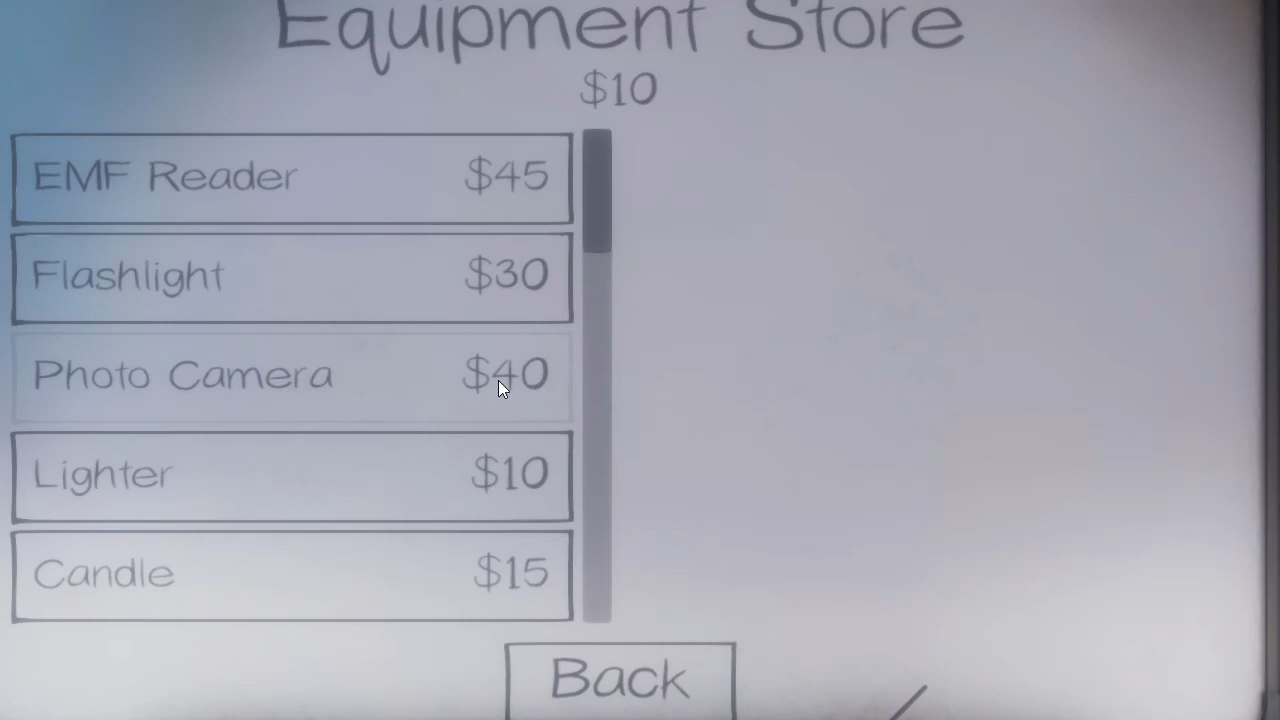 Equipment Store
$10
EMF Reader $45
Flashlight $30
Photo Camera $40
Lighter $10
Candle $15
Back